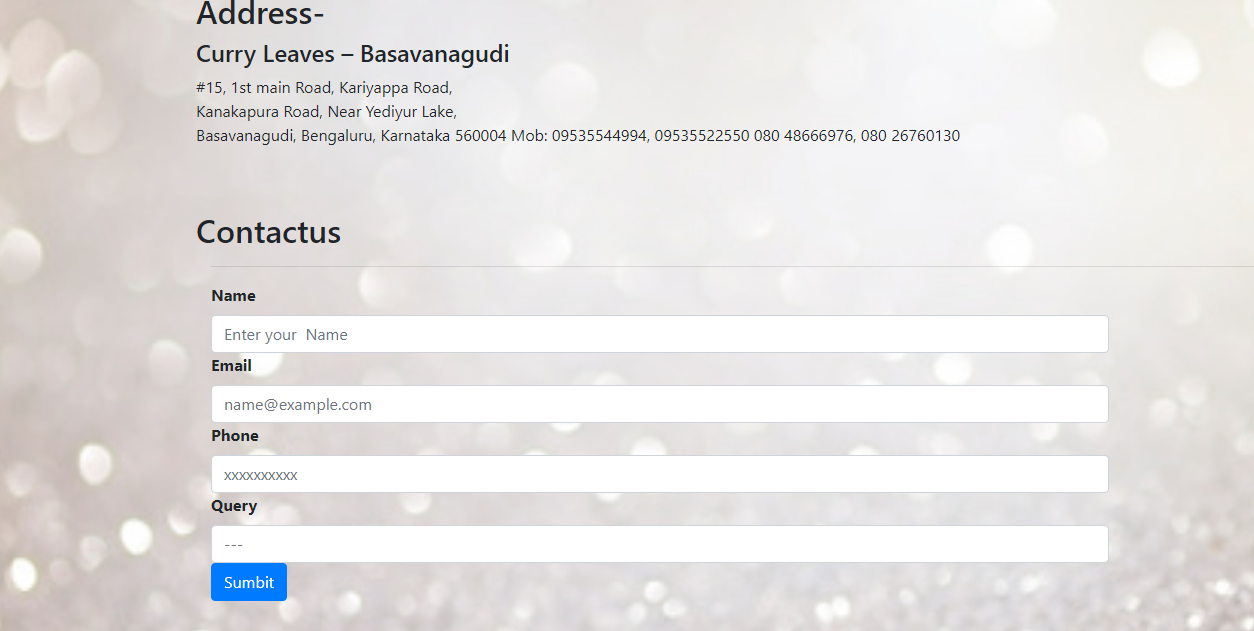 Address-
Curry Leaves – Basavanagudi
#15, 1st main Road, Kariyappa Road,
Kanakapura Road, Near Yediyur Lake,
Basavanagudi, Bengaluru, Karnataka 560004 Mob: 09535544994, 09535522550 080 48666976, 080 26760130
Contactus
Name
Enter your  Name
Email
name@example.com
Phone
xxxxxxxxxx
Query
---
Sumbit